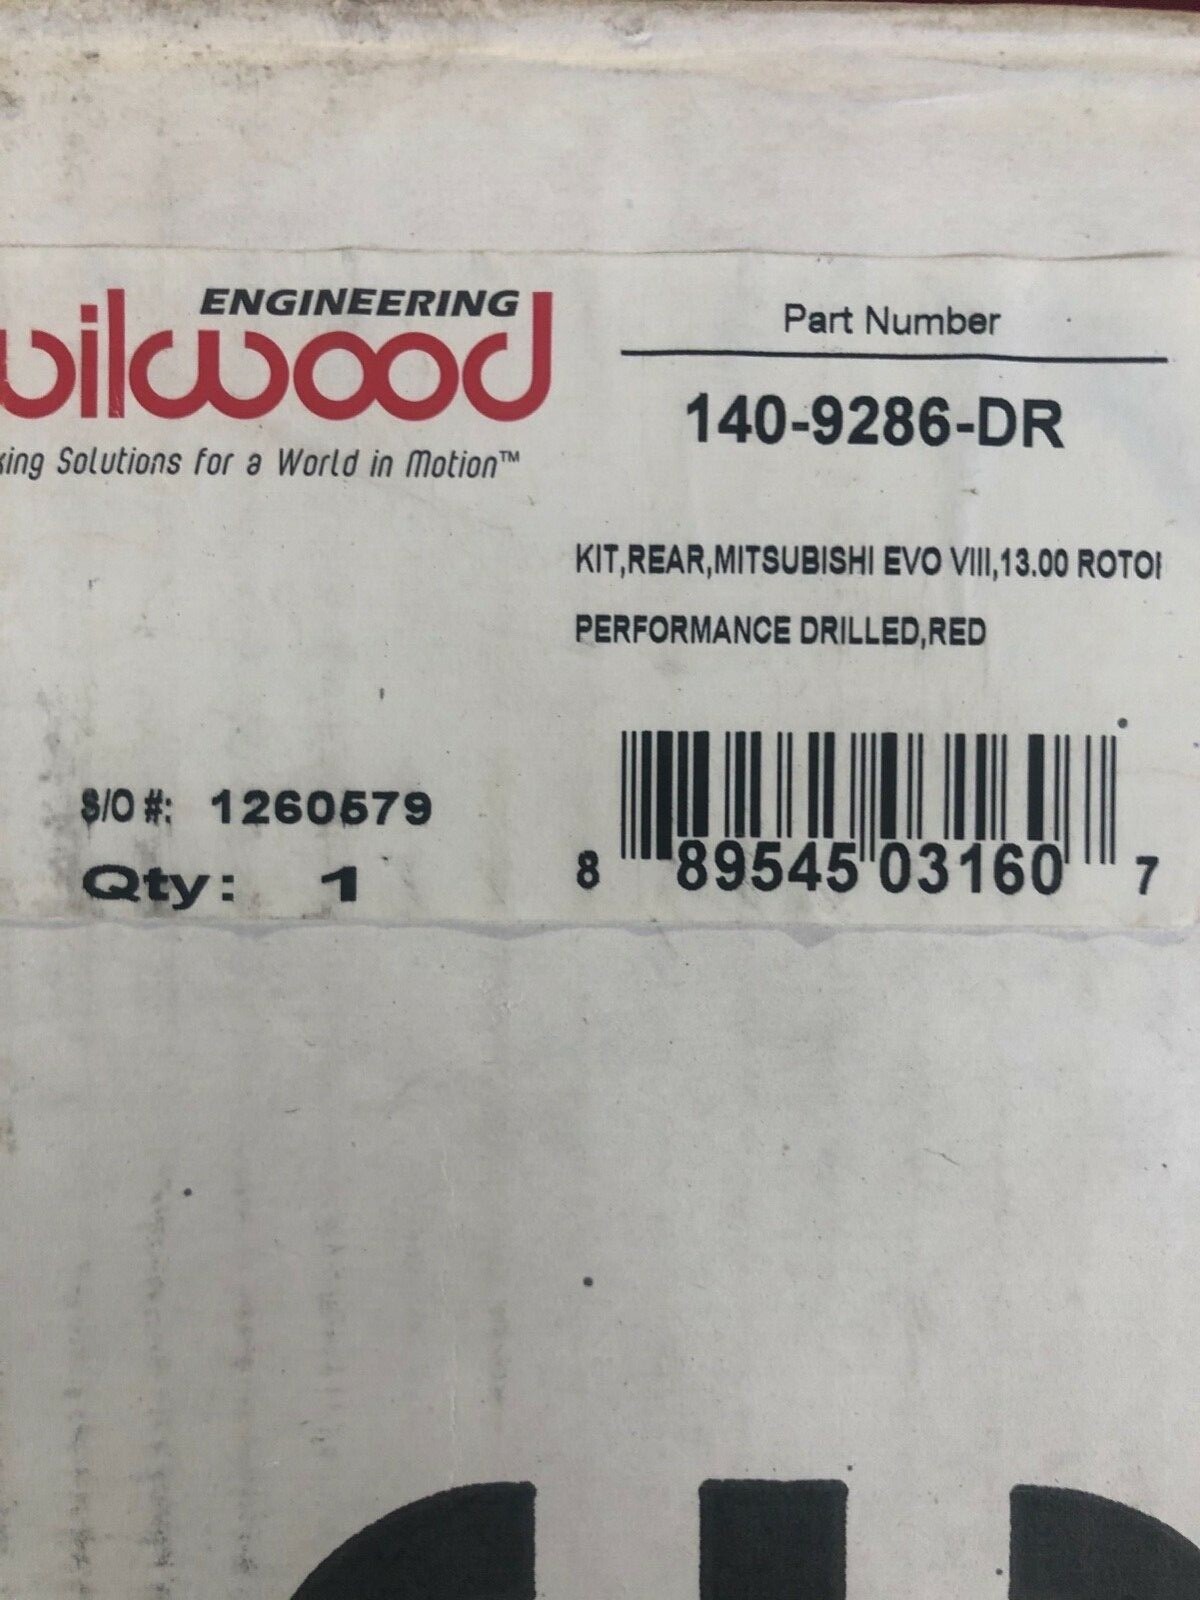 ENGINEERING
wilwood
king Solutions for a World in Motion™
Part Number
140-9286-DR
KIT,REAR,MITSUBISHI EVO VIII,13.00 ROTO
PERFORMANCE DRILLED,RED
S/O #: 1260579
Qty: 1
8 89545 03160 7